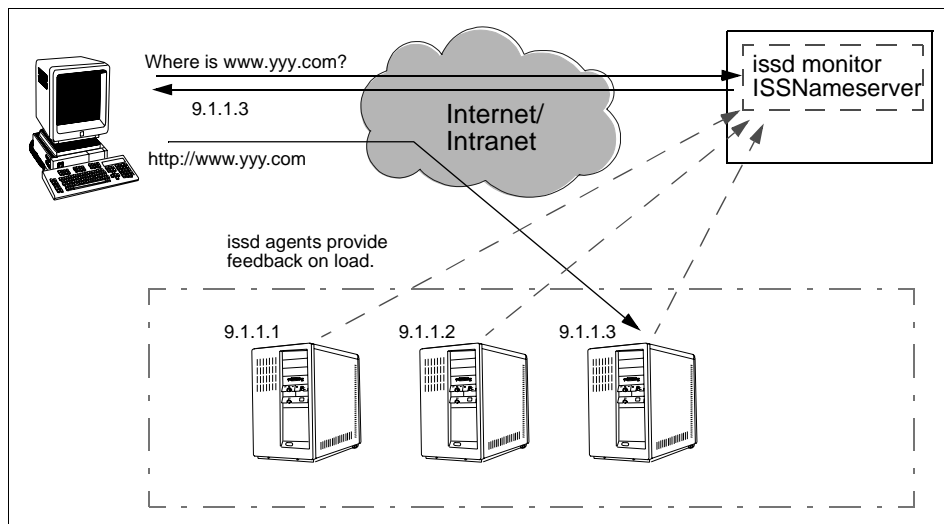 Where is www.yyy.com?
issd monitor
ISSNameserver
9.1.1.3
Internet/
Intranet
http://www.yyy.com
issd agents provide
feedback on load.
9.1.1.1
9.1.1.2
9.1.1.3